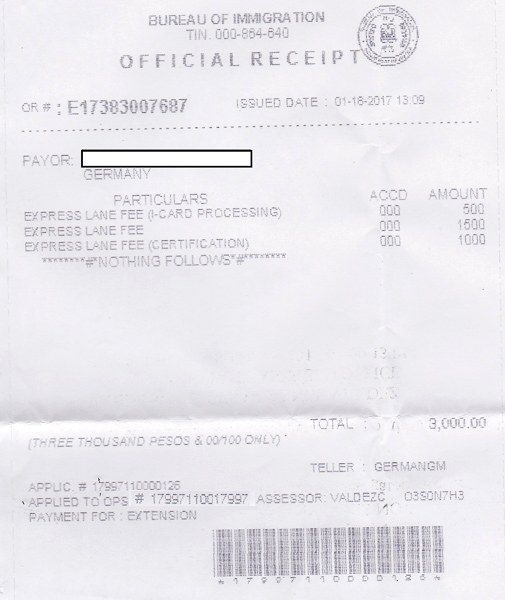 BUREAU OF IMMIGRATION
TIN. 000-864-640
OFFICIAL RECEIPT
OR # : E17383007687 ISSUED DATE : 01-16-2017 13:09
PAYOR:
GERMANY
PARTICULARS ACCD AMOUNT
EXPRESS LANE FEE (I-CARD PROCESSING) 000 500
EXPRESS LANE FEE 000 1500
EXPRESS LANE FEE (CERTIFICATION) 000 1000
********#*NOTHING FOLLOWS*#********
TOTAL : 3,000.00
(THREE THOUSAND PESOS & 00/100 ONLY)
TELLER : GERMANGM
APPLIC. # 17997110000126
APPLIED TO OPS # 17997110017997 ASSESSOR: VALDEZC O3S0N7H3
PAYMENT FOR : EXTENSION